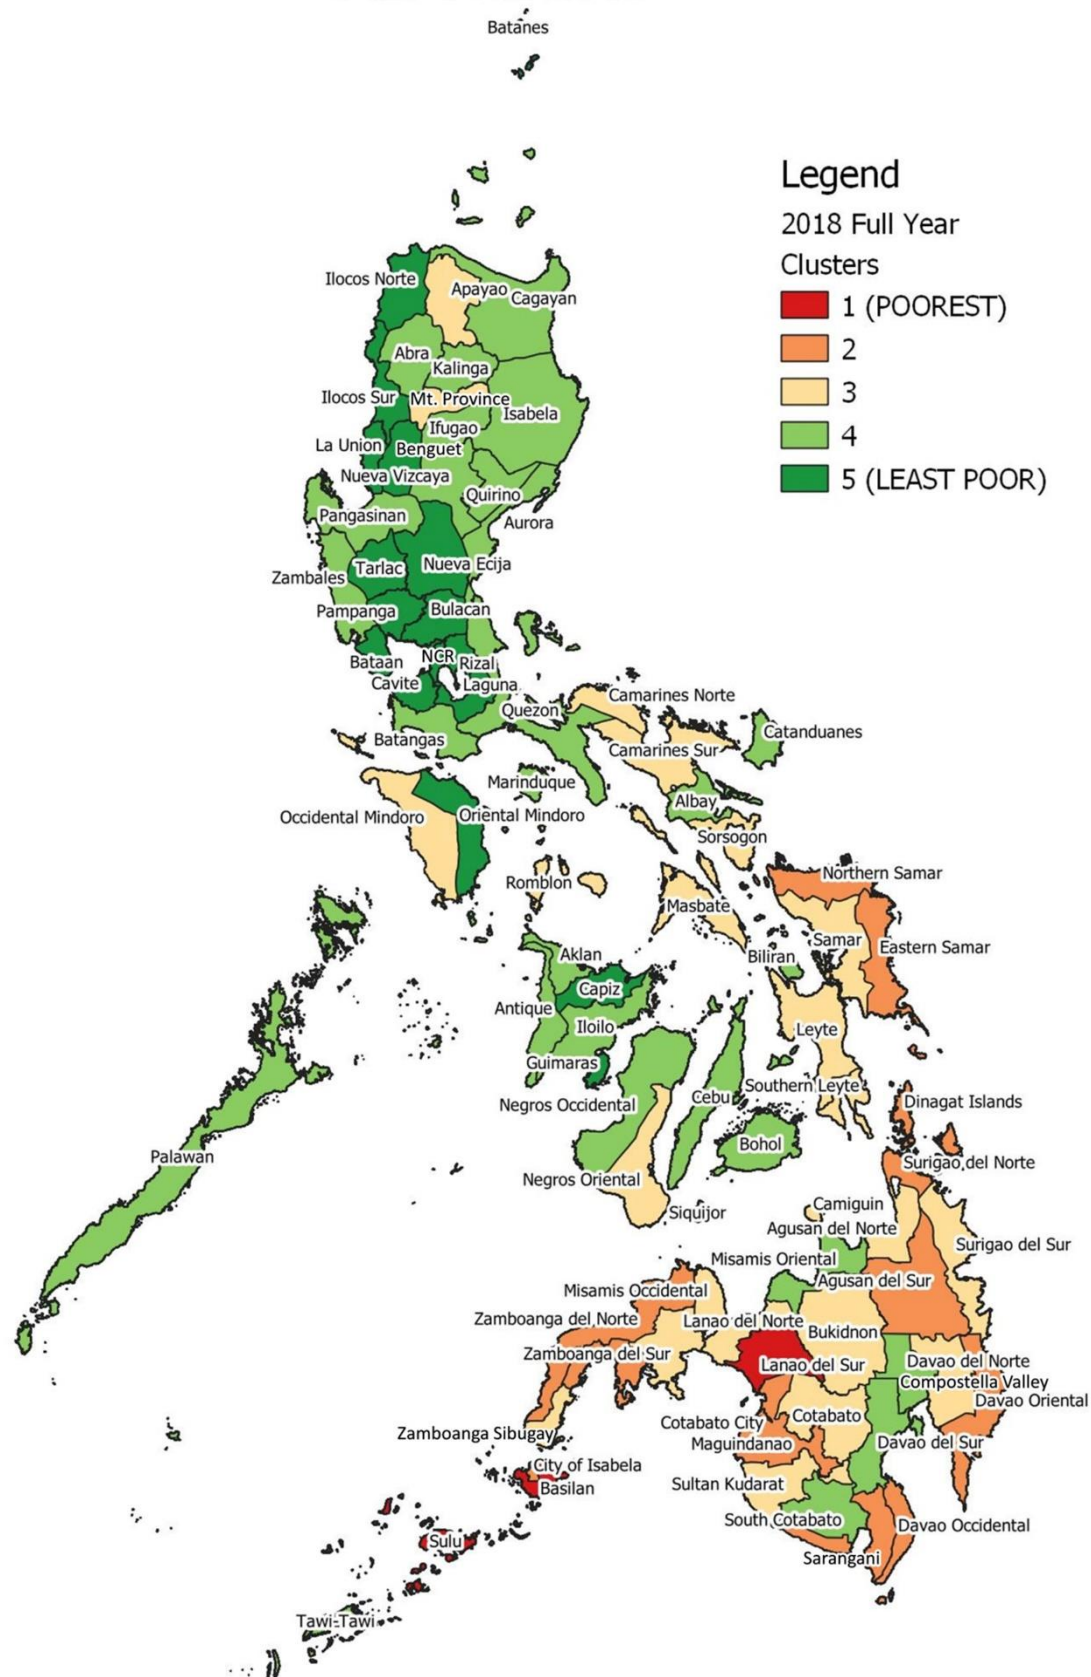 Batanes
Legend
2018 Full Year
Clusters
1 (POOREST)
2
3
4
5 (LEAST POOR)
Ilocos Norte
Apayao
Cagayan
Abra
Kalinga
Ilocos Sur
Mt. Province
Isabela
Ifugao
La Union
Benguet
Nueva Vizcaya
Quirino
Pangasinan
Aurora
Zambales
Tarlac
Nueva Ecija
Pampanga
Bulacan
Bataan
NCR
Rizal
Cavite
Laguna
Quezon
Camarines Norte
Catanduanes
Batangas
Camarines Sur
Marinduque
Albay
Occidental Mindoro
Oriental Mindoro
Sorsogon
Romblon
Masbate
Northern Samar
Samar
Eastern Samar
Aklan
Biliran
Capiz
Antique
Iloilo
Leyte
Guimaras
Southern Leyte
Negros Occidental
Cebu
Dinagat Islands
Bohol
Palawan
Surigao del Norte
Negros Oriental
Siquijor
Camiguin
Agusan del Norte
Surigao del Sur
Misamis Oriental
Agusan del Sur
Misamis Occidental
Zamboanga del Norte
Lanao del Norte
Bukidnon
Zamboanga del Sur
Lanao del Sur
Davao del Norte
Compostella Valley
Davao Oriental
Cotabato City
Cotabato
Zamboanga Sibugay
Maguindanao
Davao del Sur
City of Isabela
Basilan
Sultan Kudarat
South Cotabato
Davao Occidental
Sulu
Sarangani
Tawi-Tawi